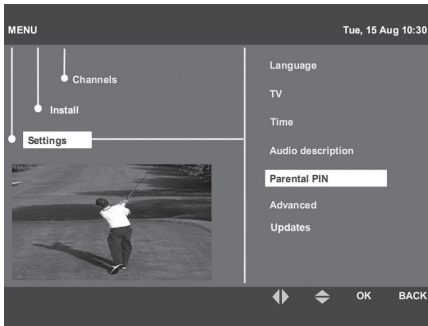 MENU
Tue, 15 Aug 10:30
Channels
Install
Settings
Language
TV
Time
Audio description
Parental PIN
Advanced
Updates
OK
BACK